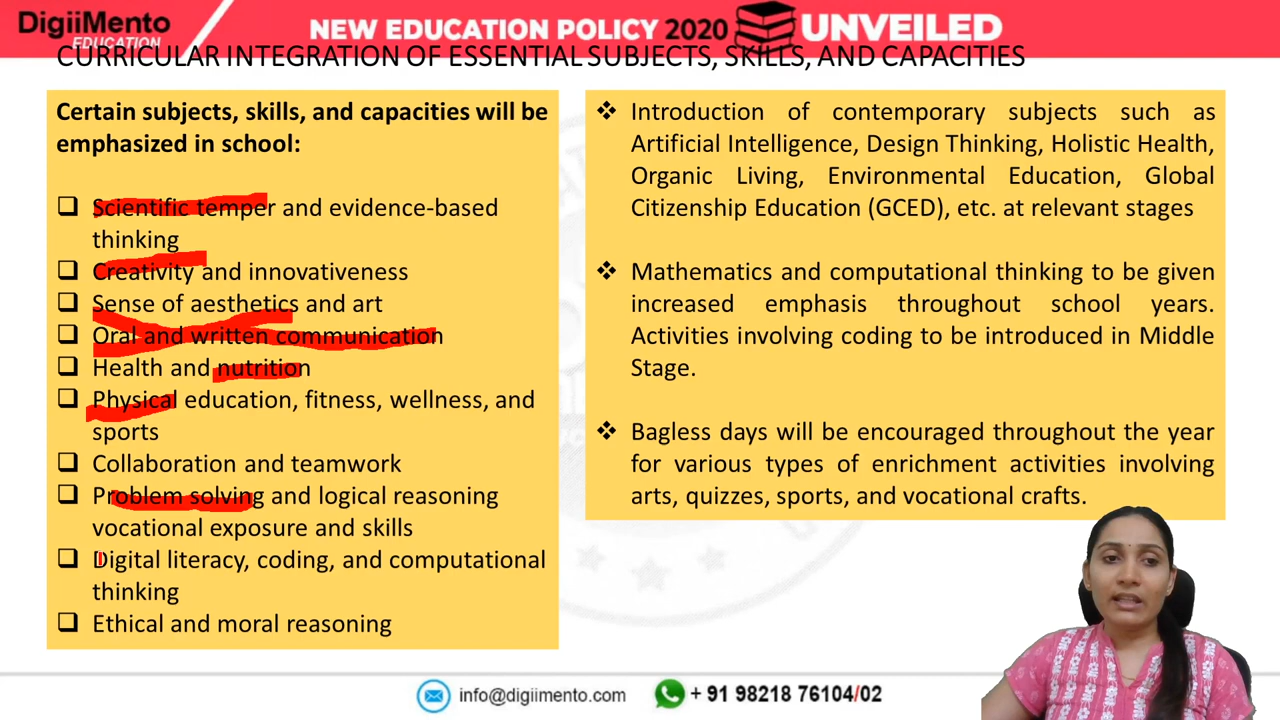 DigiiMento
EDUCATION
NEW EDUCATION POLICY 2020 UNVEILED
CURRICULAR INTEGRATION OF ESSENTIAL SUBJECTS, SKILLS, AND CAPACITIES
Certain subjects, skills, and capacities will be
emphasized in school:
Scientific temper and evidence-based
thinking
Creativity and innovativeness
Sense of aesthetics and art
Oral and written communication
Health and nutrition
Physical education, fitness, wellness, and
sports
Collaboration and teamwork
Problem solving and logical reasoning
vocational exposure and skills
Digital literacy, coding, and computational
thinking
Ethical and moral reasoning
Introduction of contemporary subjects such as
Artificial Intelligence, Design Thinking, Holistic Health,
Organic Living, Environmental Education, Global
Citizenship Education (GCED), etc. at relevant stages
Mathematics and computational thinking to be given
increased emphasis throughout school years.
Activities involving coding to be introduced in Middle
Stage.
Bagless days will be encouraged throughout the year
for various types of enrichment activities involving
arts, quizzes, sports, and vocational crafts.
info@digiimento.com
+ 91 98218 76104/02